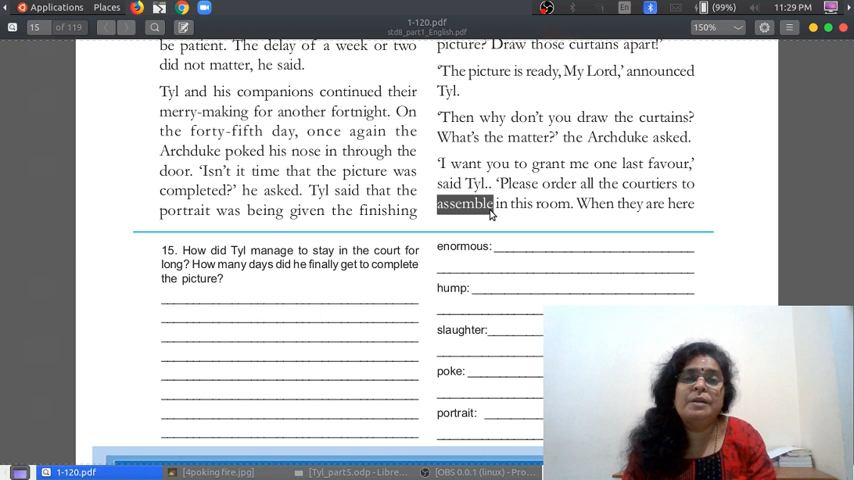 Applications
Places
En
(99%)
11:29 PM
15
of 119
1-120.pdf
std8_part1_English.pdf
150%
be patient. The delay of a week or two
did not matter, he said.
Tyl and his companions continued their
merry-making for another fortnight. On
the forty-fifth day, once again the
Archduke poked his nose in through the
door. ‘Isn’t it time that the picture was
completed?’ he asked. Tyl said that the
portrait was being given the finishing
picture? Draw those curtains apart!’
‘The picture is ready, My Lord,’ announced
Tyl.
‘Then why don’t you draw the curtains?
What’s the matter?’ the Archduke asked.
‘I want you to grant me one last favour,’
said Tyl.. ‘Please order all the courtiers to
assemble in this room. When they are here
15. How did Tyl manage to stay in the court for
long? How many days did he finally get to complete
the picture?
enormous:
hump:
slaughter:
poke:
portrait:
1-120.pdf
[4poking fire.jpg]
[Tyl_part5.odp - Libre...
[OBS 0.0.1 (linux) - Pro...